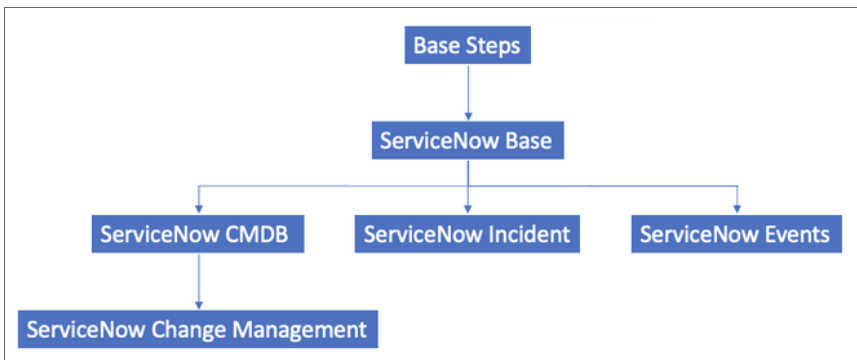 Base Steps
ServiceNow Base
ServiceNow CMDB
ServiceNow Incident
ServiceNow Events
ServiceNow Change Management